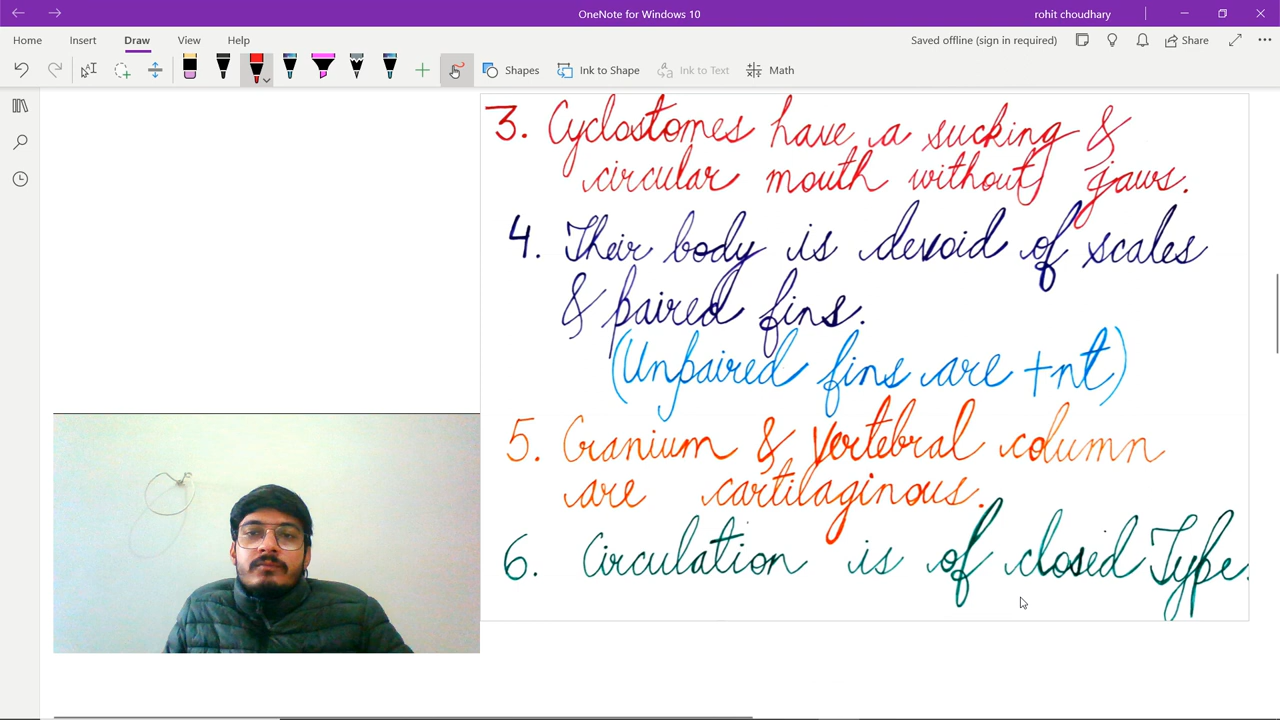 OneNote for Windows 10
rohit choudhary
Home Insert Draw View Help
Saved offline (sign in required) Share
Shapes Ink to Shape Ink to Text Math
3. Cyclostomes have a sucking &
circular mouth without jaws.
4. Their body is devoid of scales
& paired fins.
(Unpaired fins are +nt)
5. Cranium & vertebral column
are cartilaginous.
6. Circulation is of closed Type.